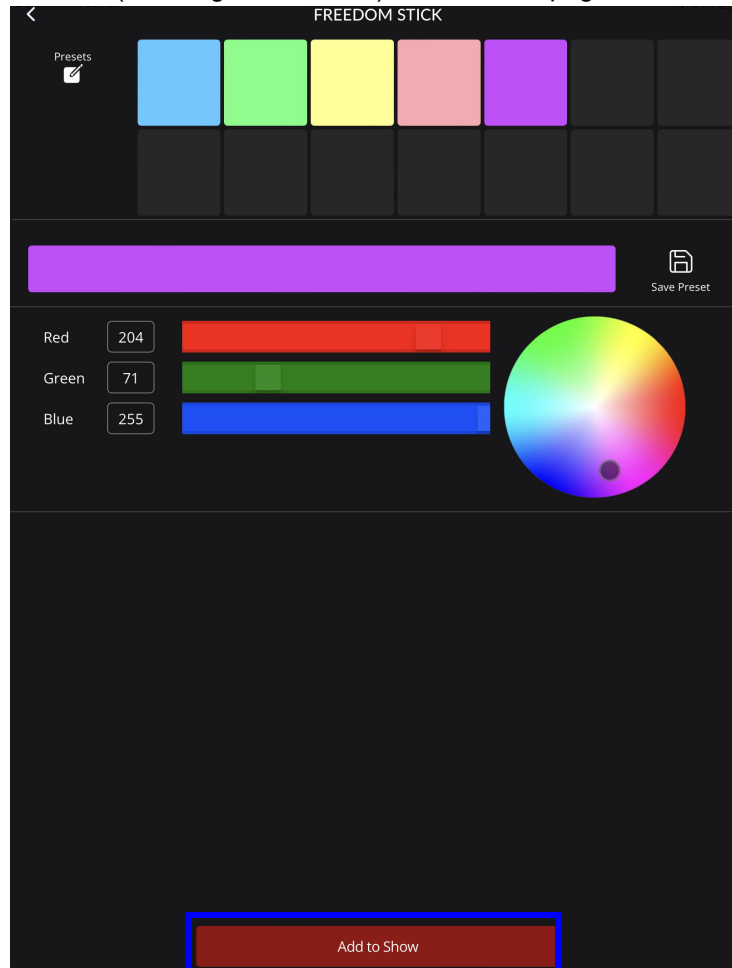 FREEDOM STICK
Presets
Save Preset
Red 204
Green 71
Blue 255
Add to Show